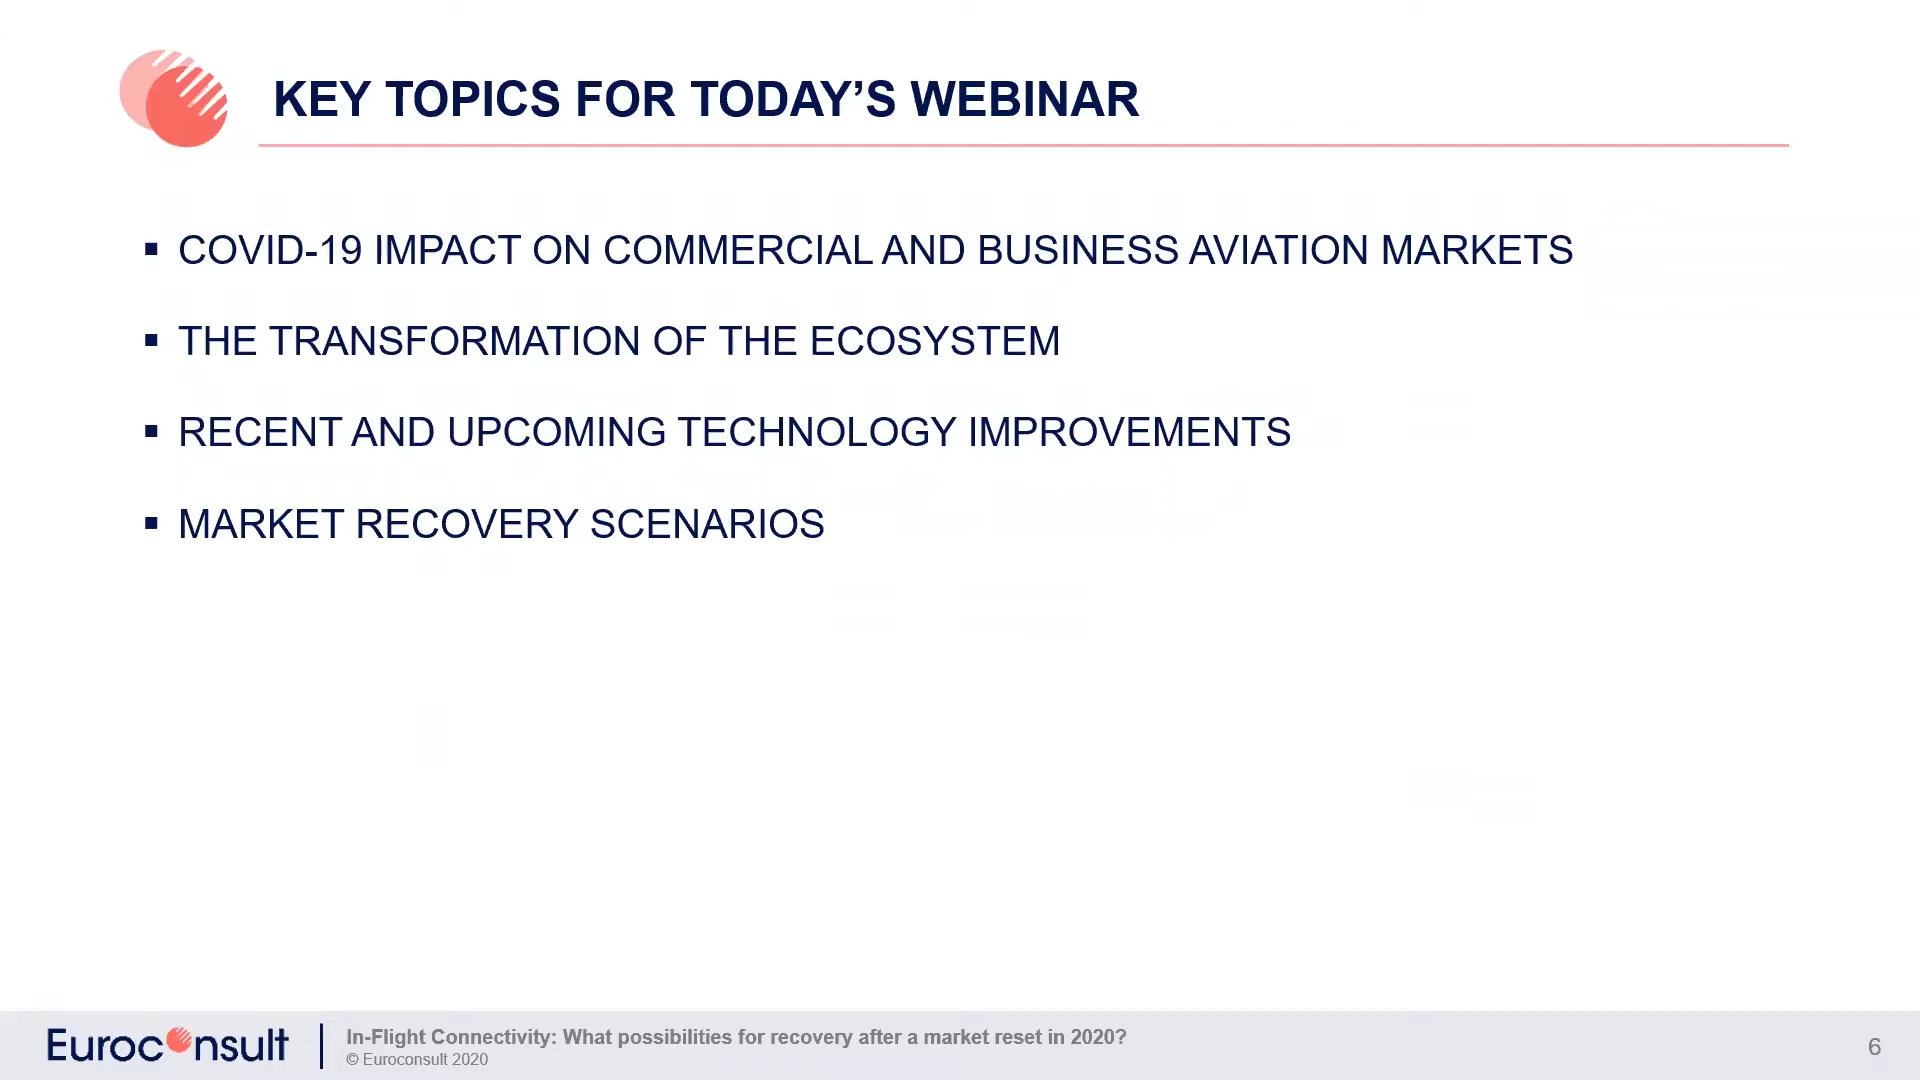 KEY TOPICS FOR TODAY’S WEBINAR
▪ COVID-19 IMPACT ON COMMERCIAL AND BUSINESS AVIATION MARKETS
▪ THE TRANSFORMATION OF THE ECOSYSTEM
▪ RECENT AND UPCOMING TECHNOLOGY IMPROVEMENTS
▪ MARKET RECOVERY SCENARIOS
Euroconsult
In-Flight Connectivity: What possibilities for recovery after a market reset in 2020?
© Euroconsult 2020
6